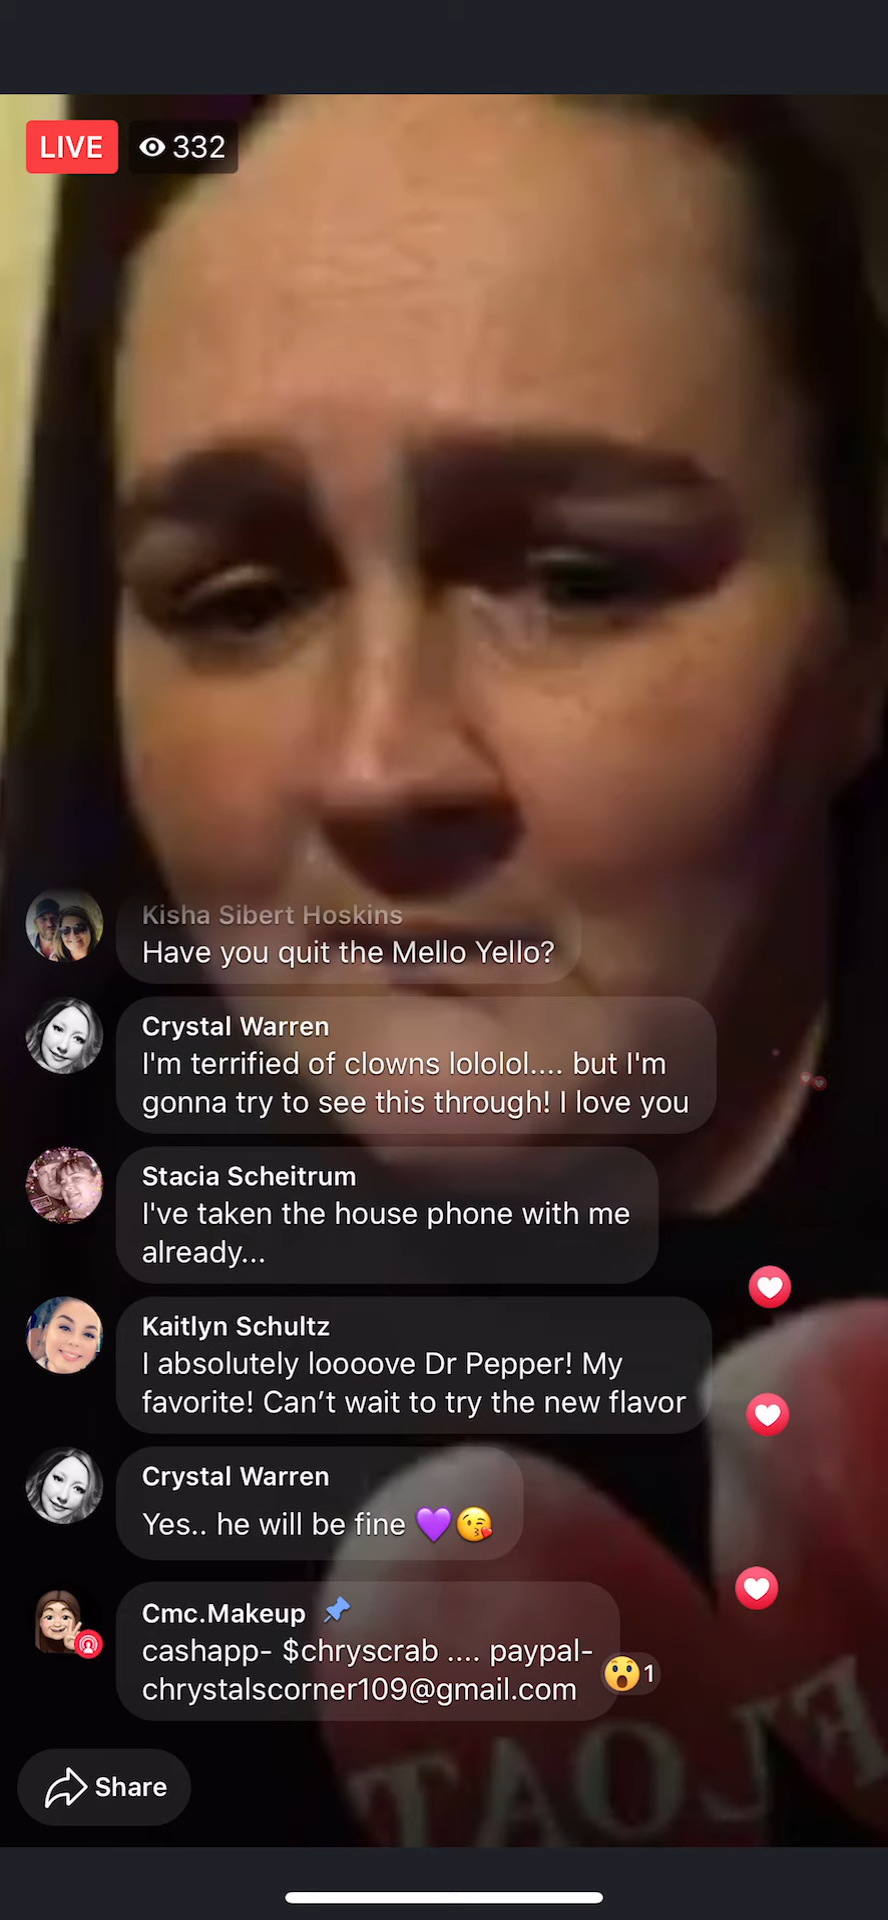 LIVE 332
Kisha Sibert Hoskins
Have you quit the Mello Yello?
Crystal Warren
I'm terrified of clowns lololol.... but I'm
gonna try to see this through! I love you
Stacia Scheitrum
I've taken the house phone with me
already...
Kaitlyn Schultz
I absolutely loooove Dr Pepper! My
favorite! Can’t wait to try the new flavor
Crystal Warren
Yes.. he will be fine 💜😘
Cmc.Makeup 📌
cashapp- $chryscrab .... paypal-
chrystalscorner109@gmail.com
😮 1
Share
FLOAT